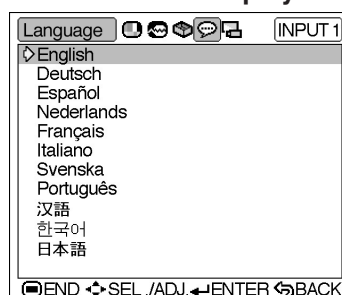 Language INPUT 1
English
Deutsch
Español
Nederlands
Français
Italiano
Svenska
Português
汉語
한국어
日本語
END SEL./ADJ. ENTER BACK